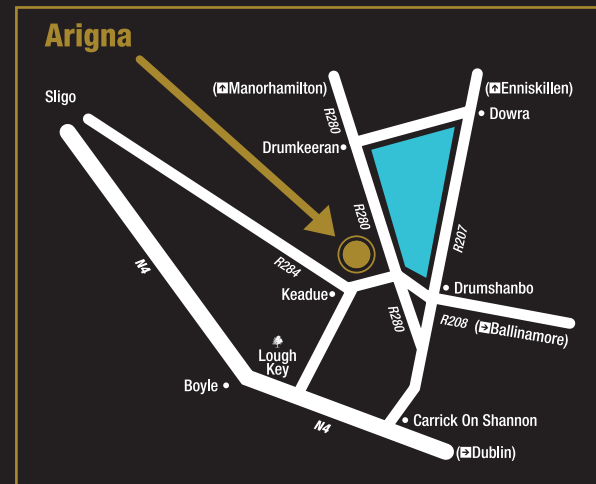 Arigna
(↑Manorhamilton)
(↑Enniskillen)
Sligo
R280
Dowra
Drumkeeran
R280
R207
N4
R284
Keadue
Drumshanbo
R280
R208
(→Ballinamore)
Lough
Key
Boyle
N4
Carrick On Shannon
(→Dublin)